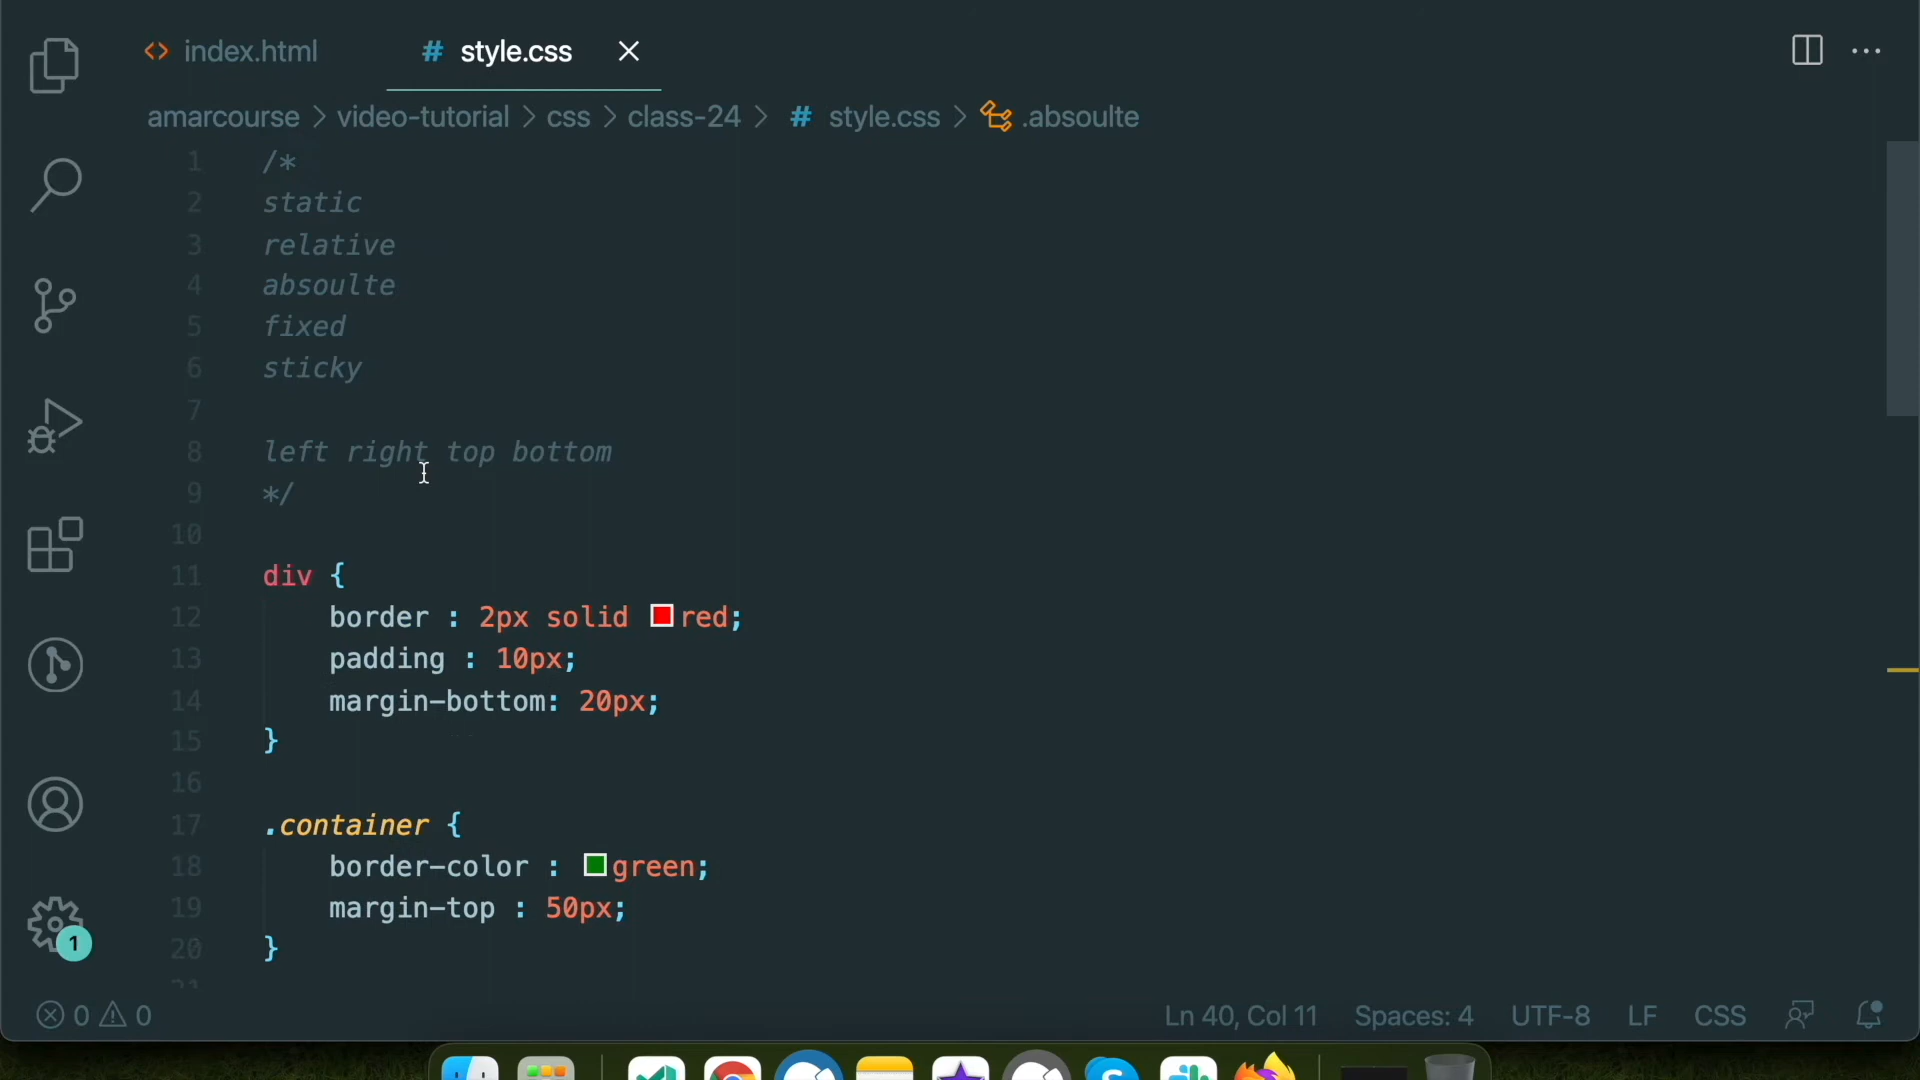 <> index.html # style.css ×
amarcourse > video-tutorial > css > class-24 > # style.css > .absoulte
1 /*
2 static
3 relative
4 absoulte
5 fixed
6 sticky
7
8 left right top bottom
9 */
10
11 div {
12 border : 2px solid red;
13 padding : 10px;
14 margin-bottom: 20px;
15 }
16
17 .container {
18 border-color : green;
19 margin-top : 50px;
20 }
21
1
0 0 Ln 40, Col 11 Spaces: 4 UTF-8 LF CSS